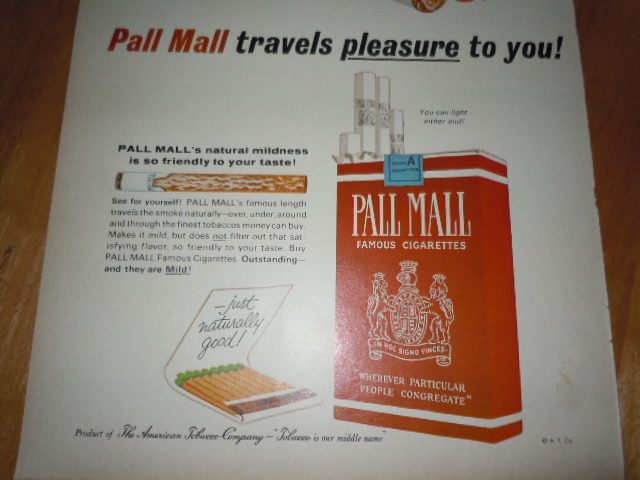 Pall Mall travels pleasure to you!
You can light
either end!
PALL MALL's natural mildness
is so friendly to your taste!
See for yourself! PALL MALL's famous length
travels the smoke naturally—over, under, around
and through the finest tobaccos money can buy.
Makes it mild, but does not filter out that sat-
isfying flavor, so friendly to your taste. Buy
PALL MALL Famous Cigarettes. Outstanding—
and they are Mild!
A
PALL MALL
FAMOUS CIGARETTES
IN HOC SIGNO VINCES
"WHEREVER PARTICULAR
PEOPLE CONGREGATE"
—just
naturally
good!
Product of The American Tobacco Company — "Tobacco is our middle name"
© A. T. Co.